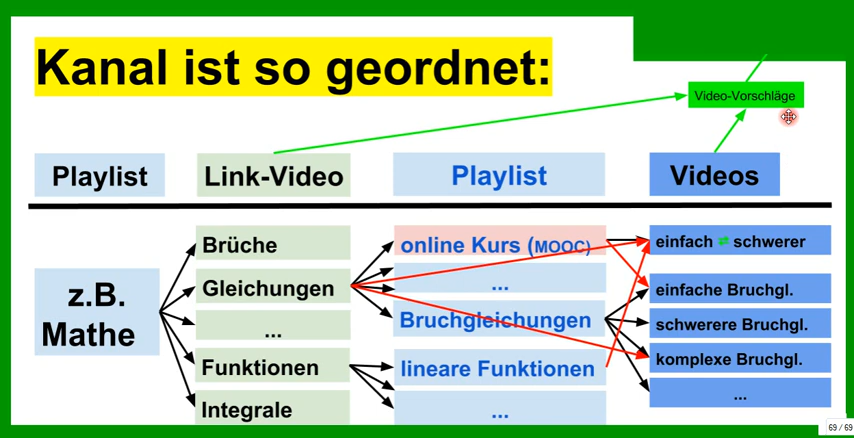 Kanal ist so geordnet:
Video-Vorschläge
Playlist
Link-Video
Playlist
Videos
z.B.
Mathe
Brüche
Gleichungen
...
Funktionen
Integrale
online Kurs (MOOC)
...
Bruchgleichungen
lineare Funktionen
...
einfach ⇌ schwerer
einfache Bruchgl.
schwerere Bruchgl.
komplexe Bruchgl.
...
69 / 69